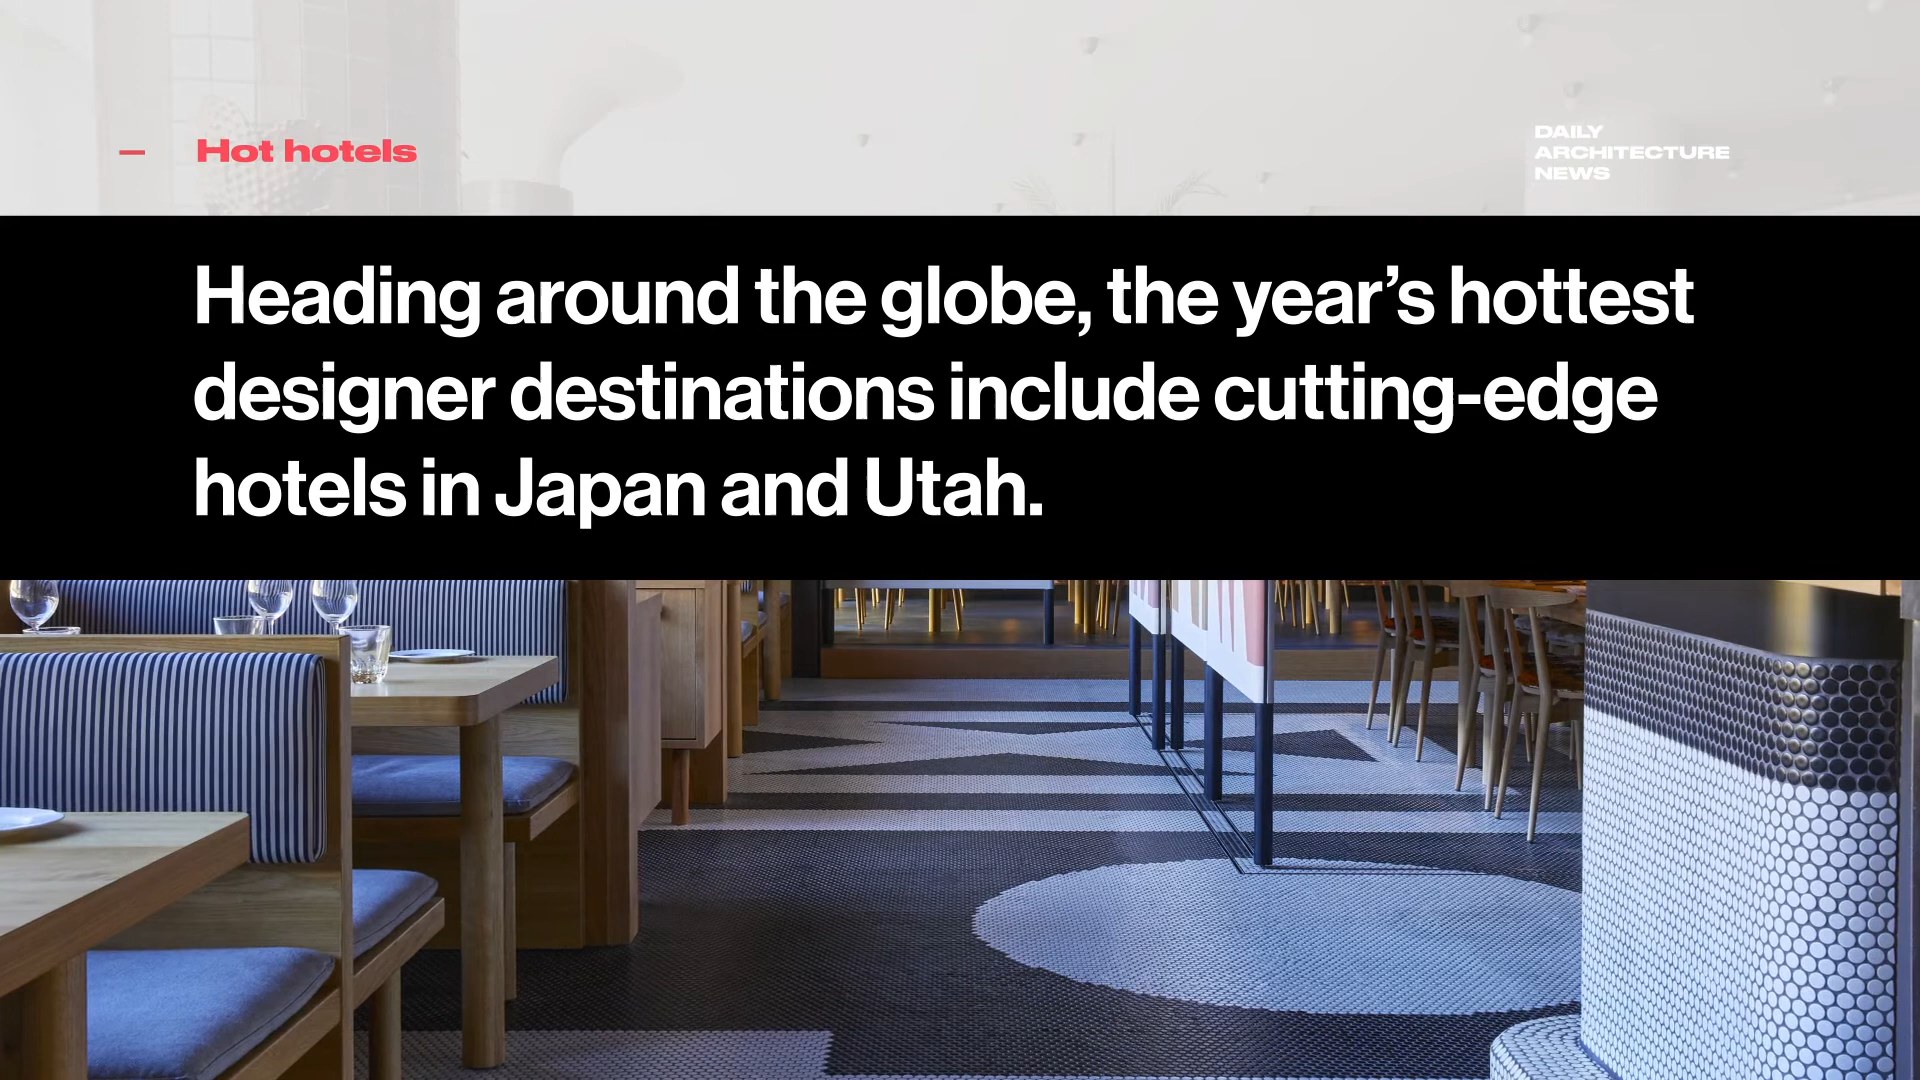 — Hot hotels
DAILY
ARCHITECTURE
NEWS
Heading around the globe, the year’s hottest
designer destinations include cutting-edge
hotels in Japan and Utah.